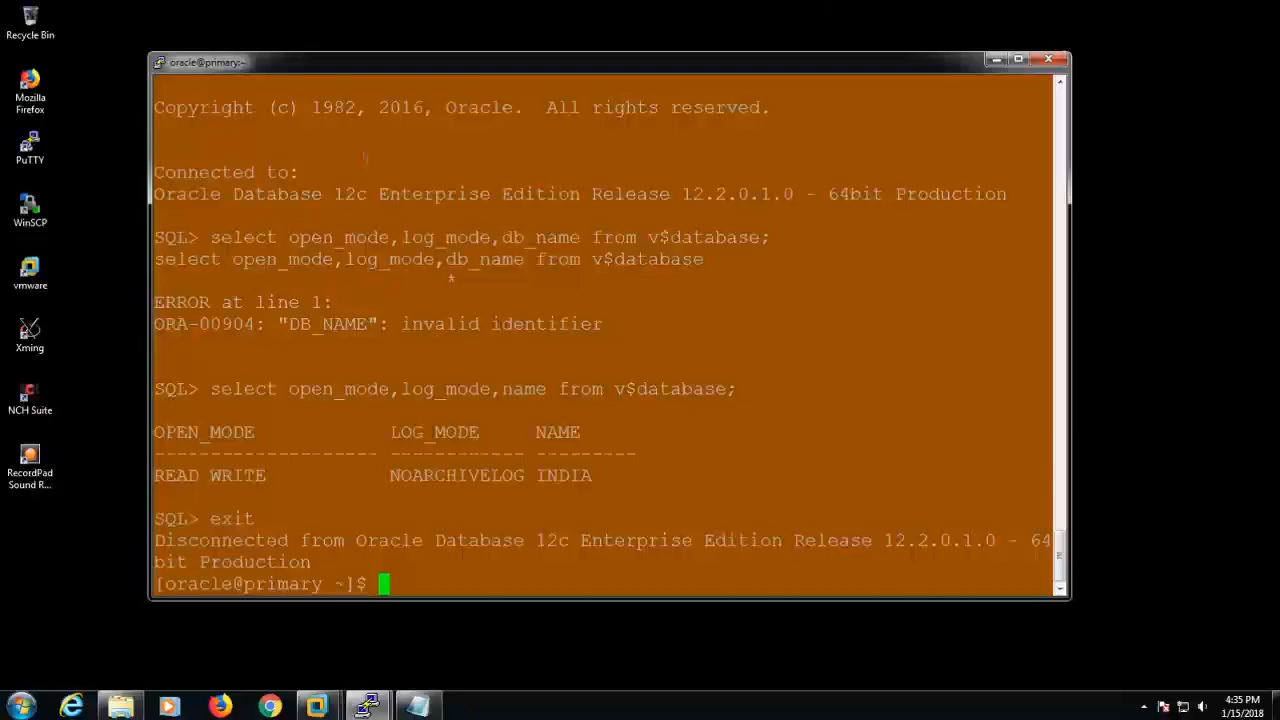 Recycle Bin
Mozilla
Firefox
PuTTY
WinSCP
vmware
Xming
NCH Suite
RecordPad
Sound R...
oracle@primary:~
Copyright (c) 1982, 2016, Oracle.  All rights reserved.
Connected to:
Oracle Database 12c Enterprise Edition Release 12.2.0.1.0 - 64bit Production
SQL> select open_mode,log_mode,db_name from v$database;
select open_mode,log_mode,db_name from v$database
*
ERROR at line 1:
ORA-00904: "DB_NAME": invalid identifier
SQL> select open_mode,log_mode,name from v$database;
OPEN_MODE            LOG_MODE     NAME
-------------------- ------------ ---------
READ WRITE           NOARCHIVELOG INDIA
SQL> exit
Disconnected from Oracle Database 12c Enterprise Edition Release 12.2.0.1.0 - 64
bit Production
[oracle@primary ~]$
4:35 PM
1/15/2018